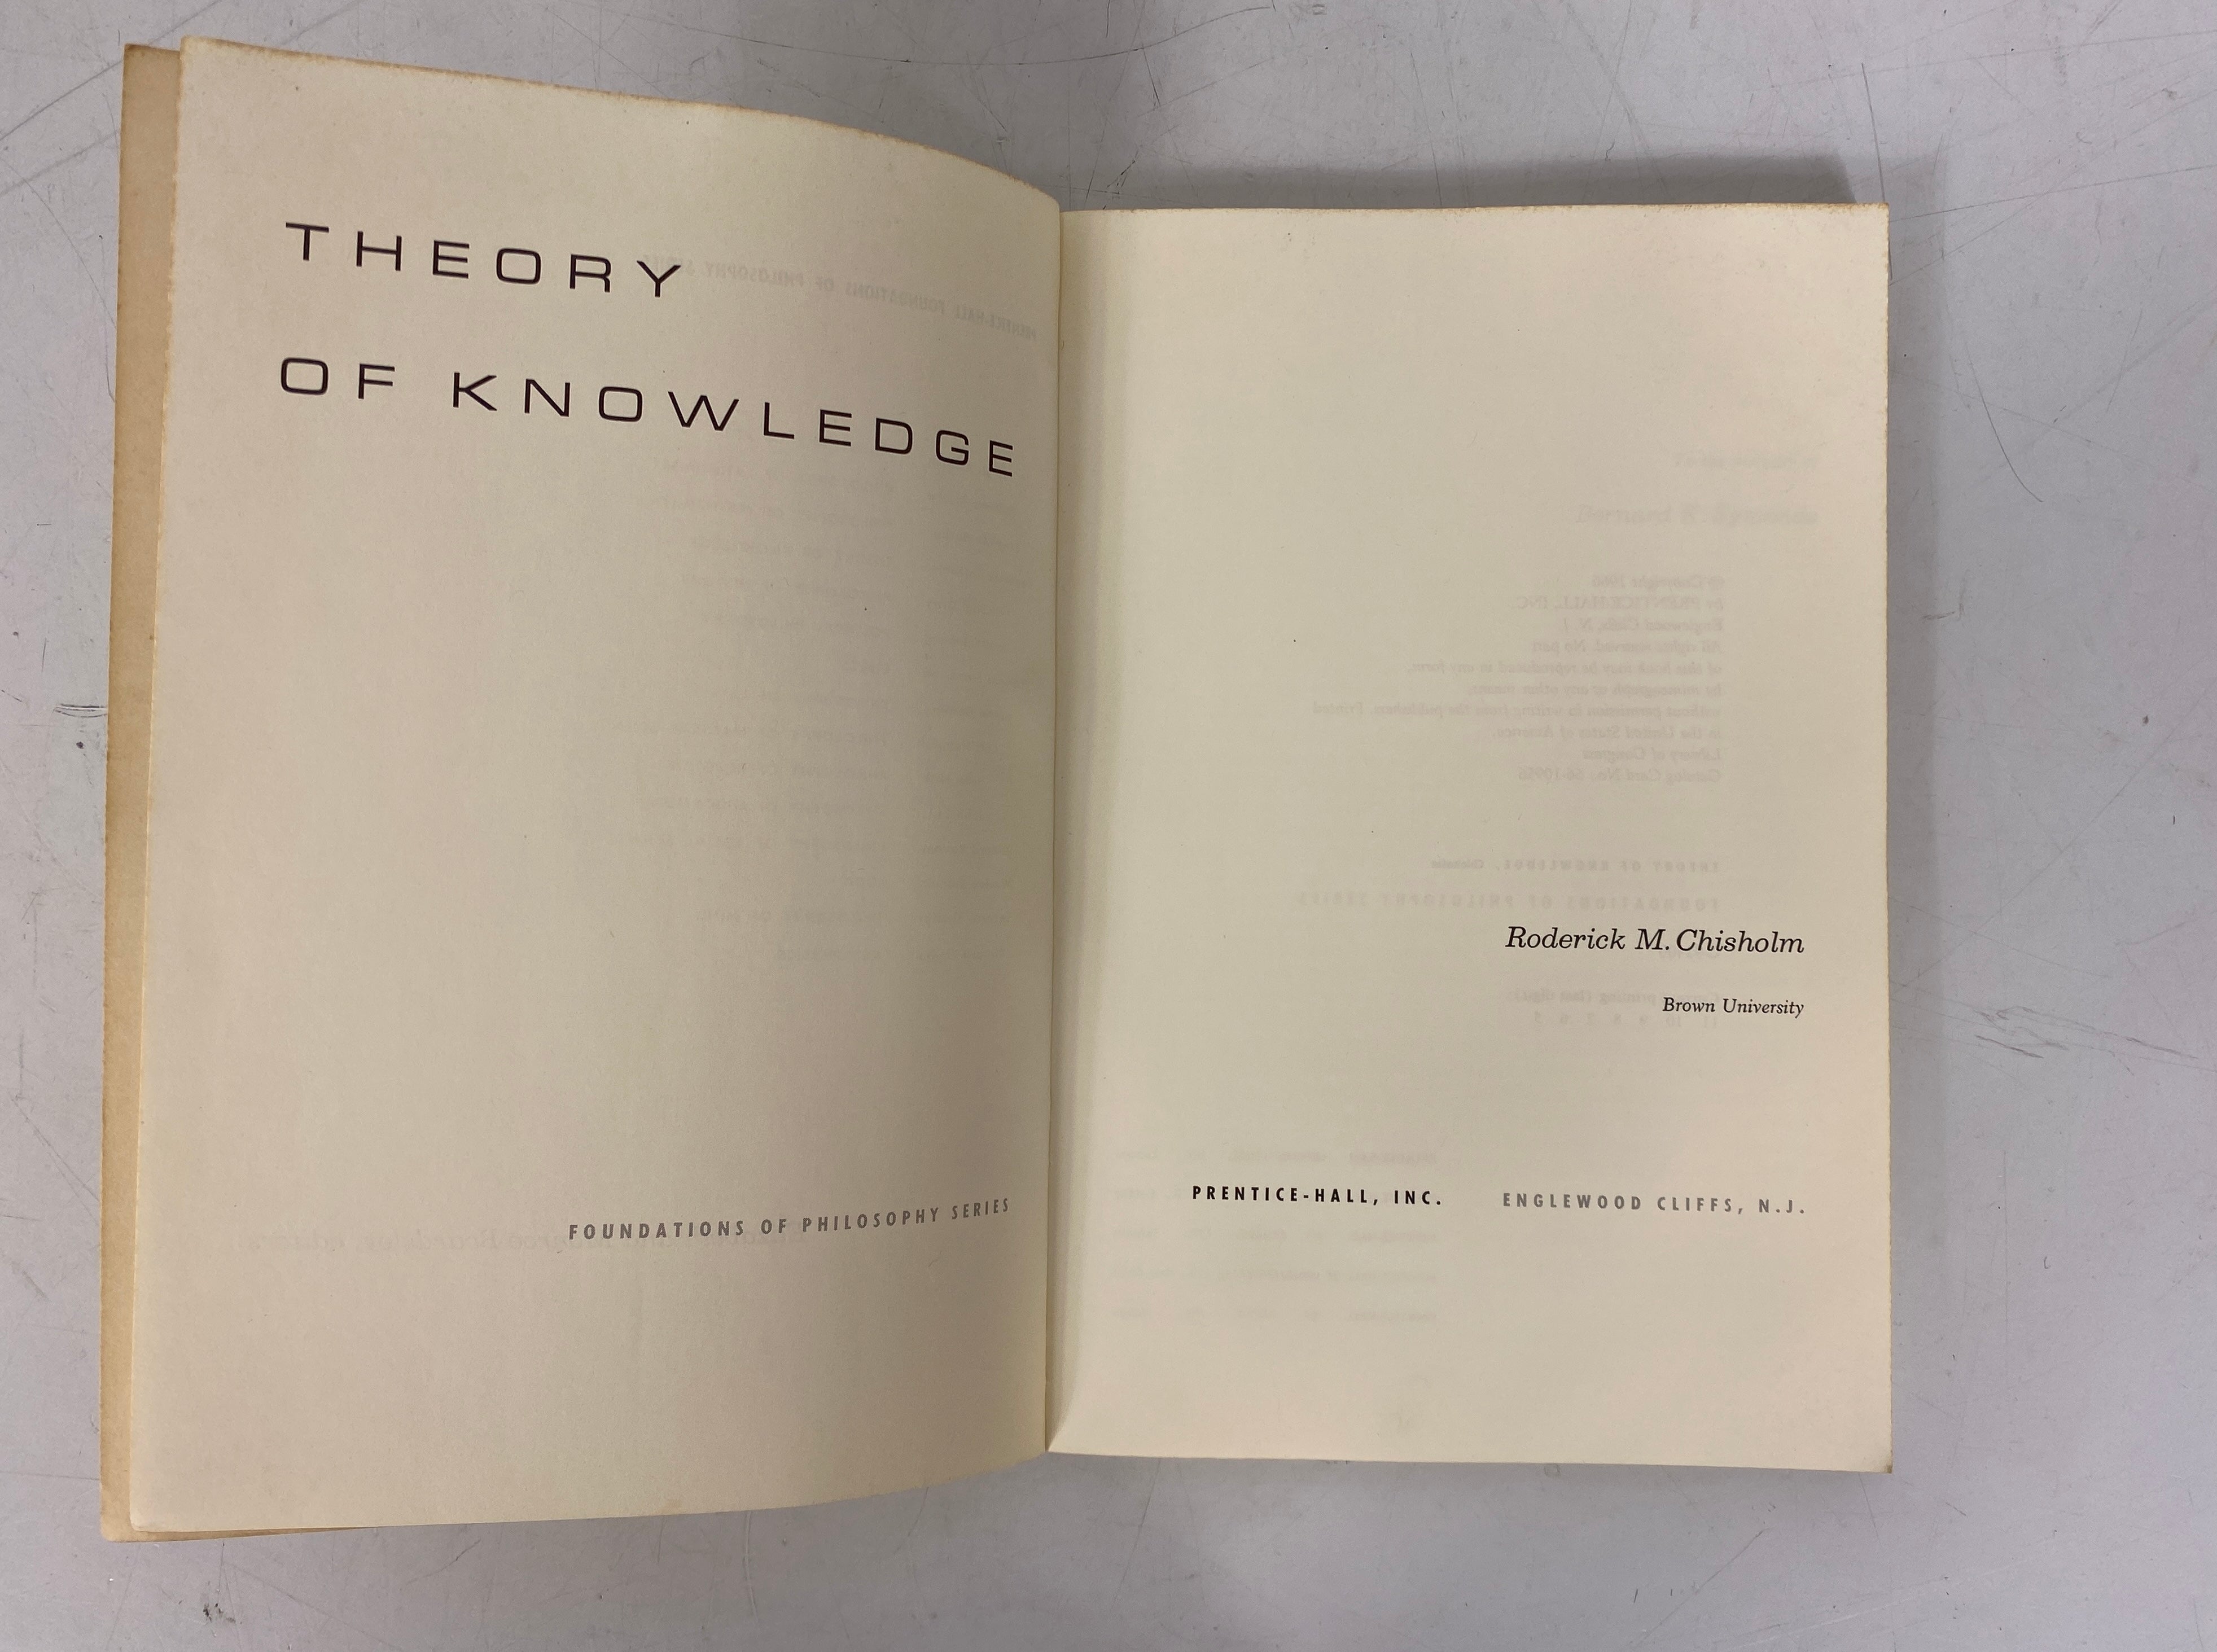 THEORY
OF KNOWLEDGE
FOUNDATIONS OF PHILOSOPHY SERIES
Roderick M. Chisholm
Brown University
PRENTICE-HALL, INC. ENGLEWOOD CLIFFS, N.J.